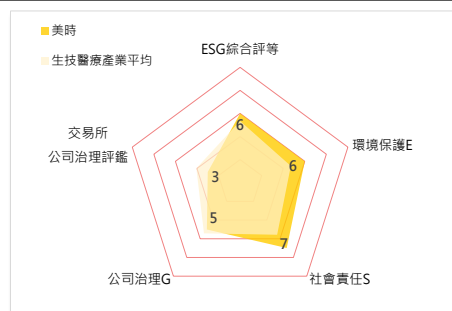 美時
生技醫療產業平均
ESG綜合評等
6
環境保護E
6
交易所
公司治理評鑑
3
5
7
公司治理G
社會責任S